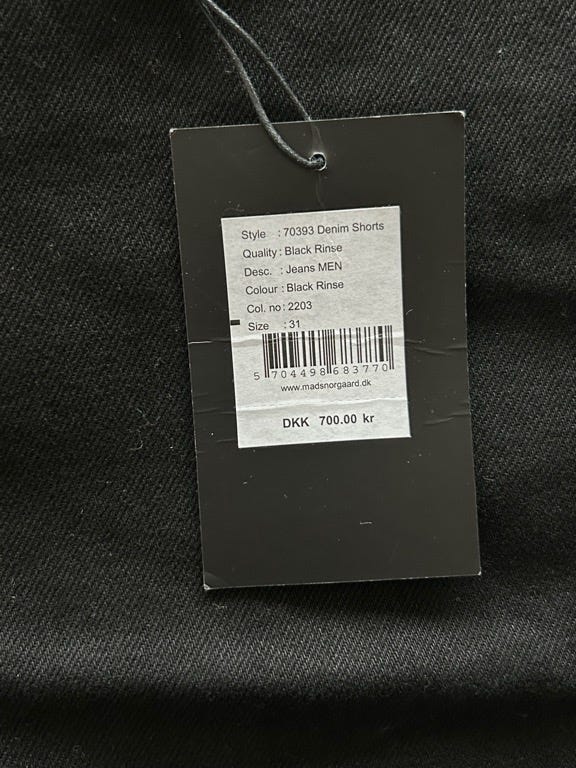 Style : 70393 Denim Shorts
Quality : Black Rinse
Desc. : Jeans MEN
Colour : Black Rinse
Col. no : 2203
Size : 31
5 704498 683770
www.madsnorgaard.dk
DKK 700.00 kr